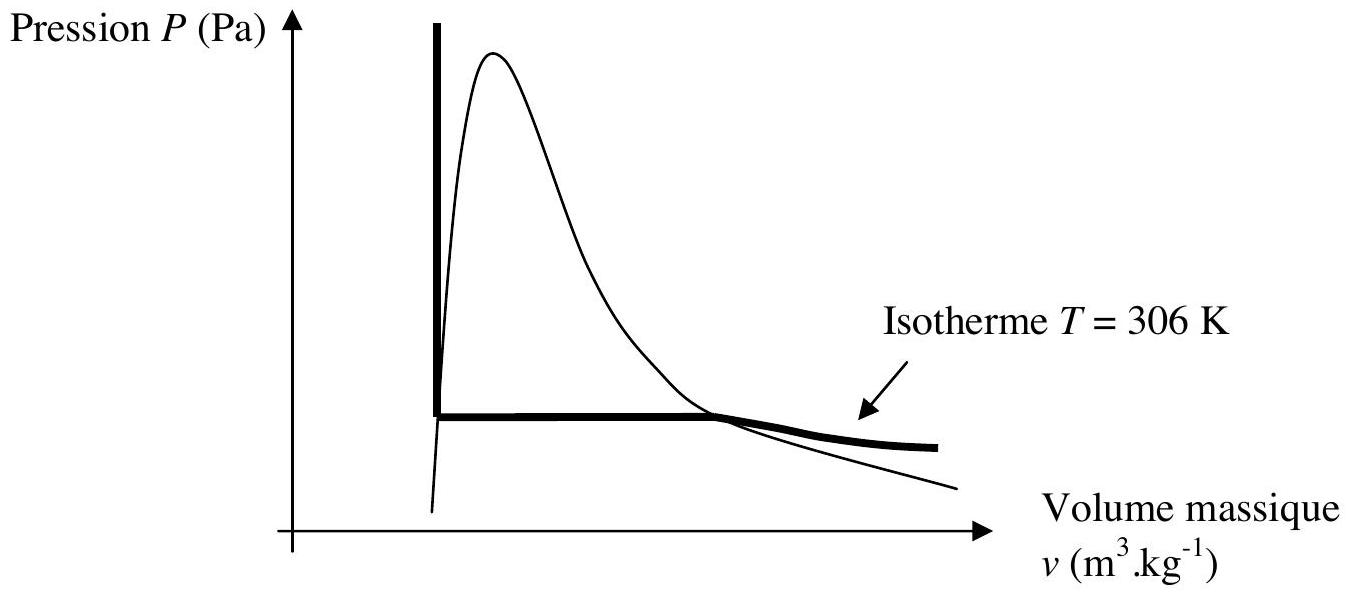 Pression P (Pa)
Isotherme T = 306 K
Volume massique
v (m³.kg⁻¹)